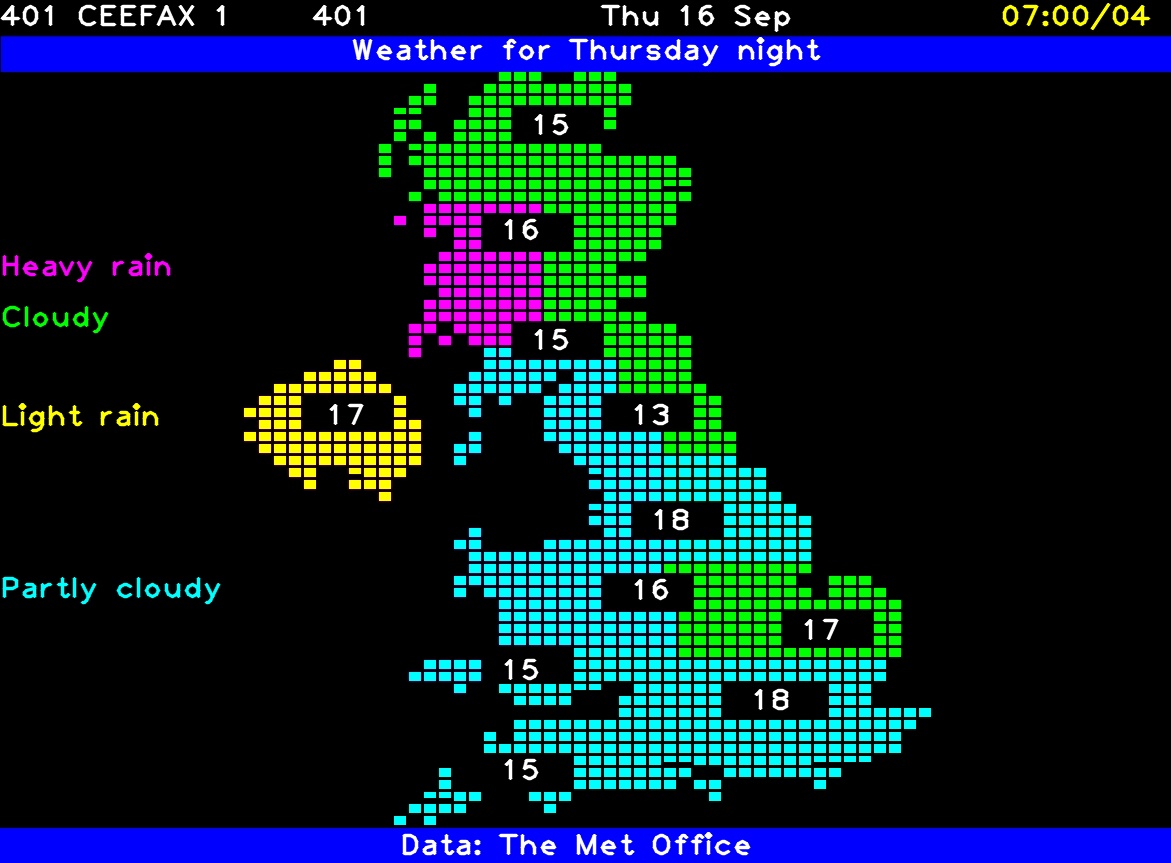 401 CEEFAX 1 401 Thu 16 Sep 07:00/04
Weather for Thursday night
15
16
Heavy rain
Cloudy
15
Light rain
17
13
18
Partly cloudy
16
17
15
18
15
Data: The Met Office